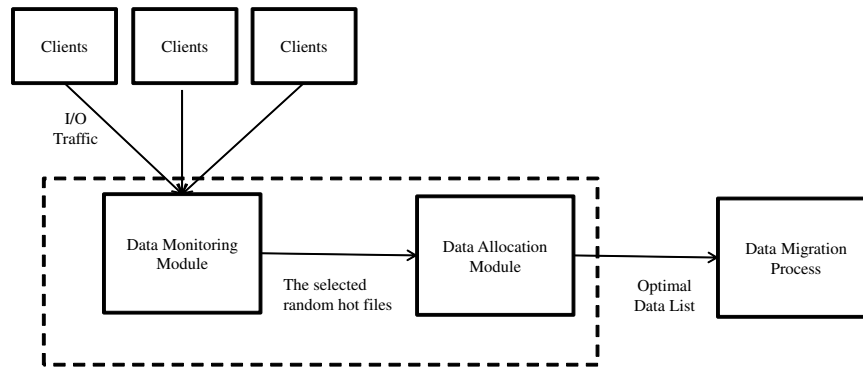 Clients
Clients
Clients
I/O
Traffic
Data Monitoring
Module
The selected
random hot files
Data Allocation
Module
Optimal
Data List
Data Migration
Process